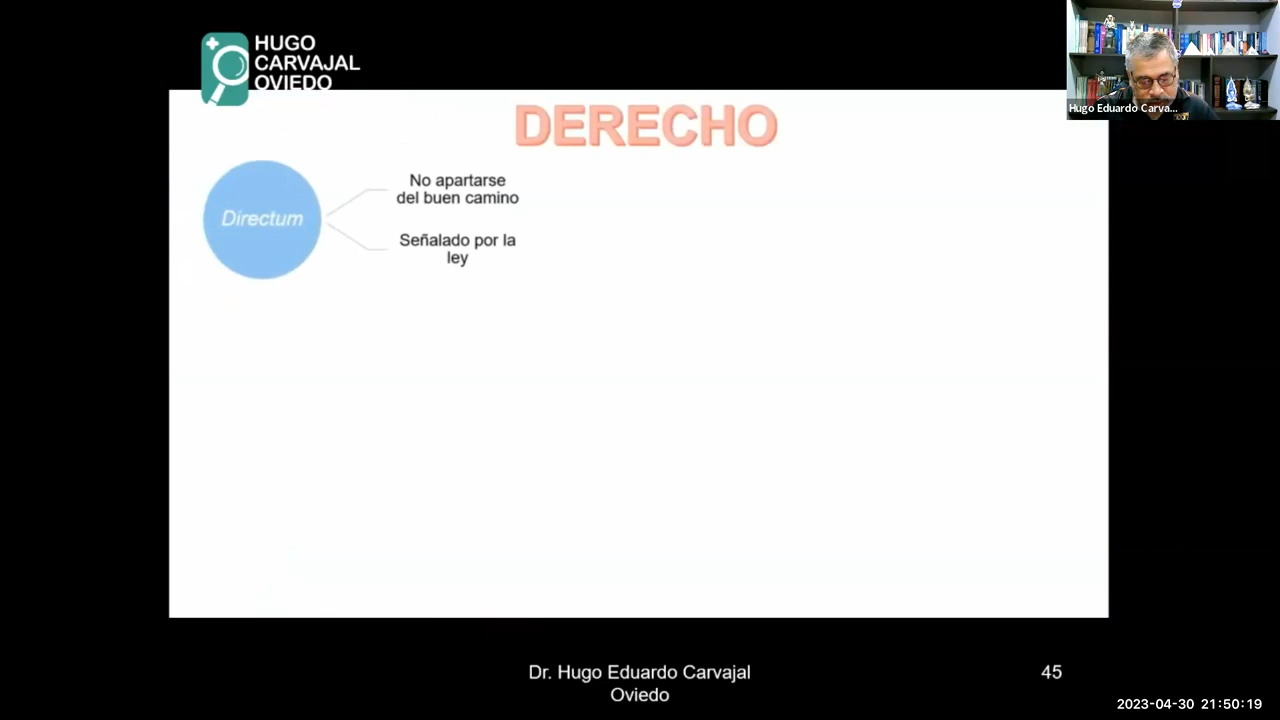 HUGO
CARVAJAL
OVIEDO
Hugo Eduardo Carva...
DERECHO
No apartarse
del buen camino
Directum
Señalado por la
ley
Dr. Hugo Eduardo Carvajal
Oviedo
45
2023-04-30 21:50:19